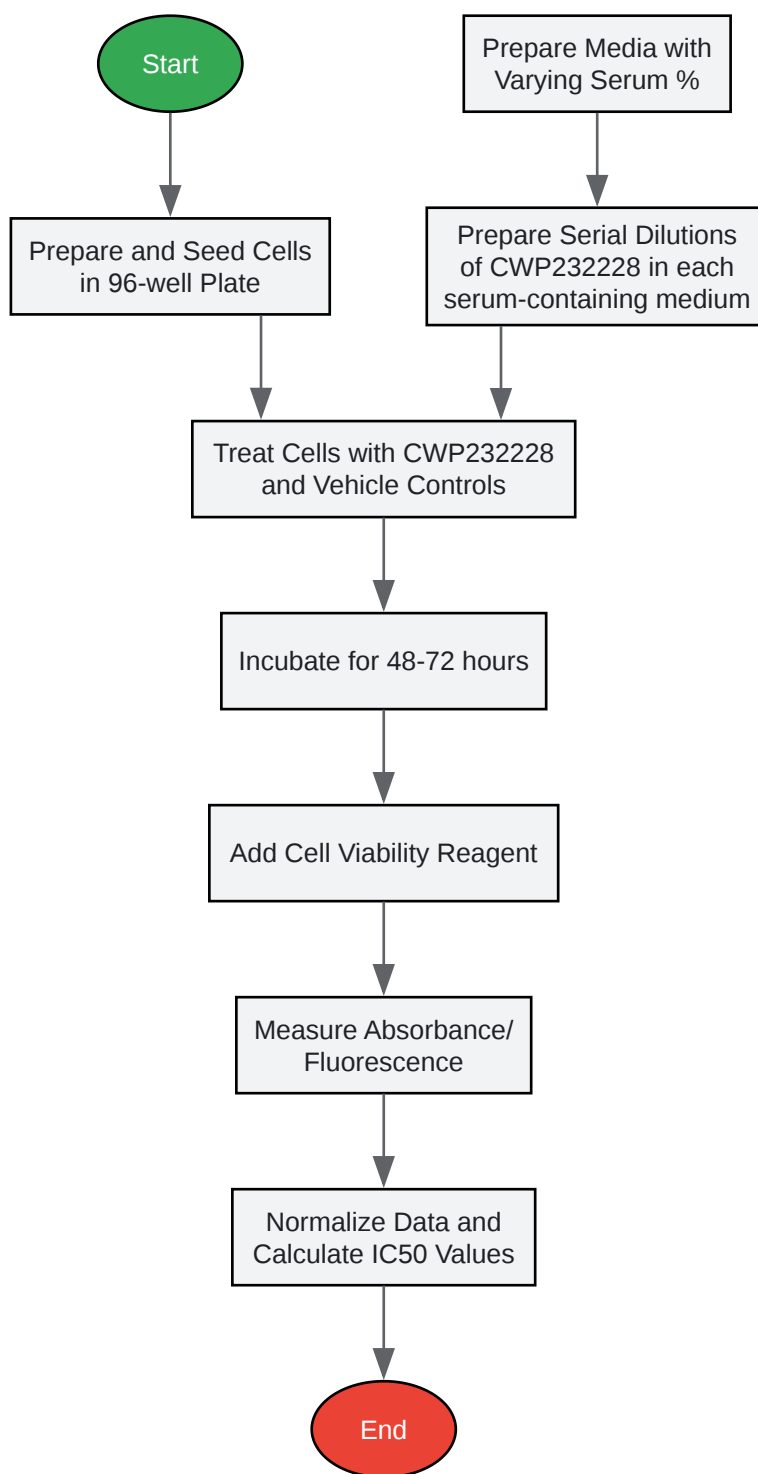 Start
Prepare Media with
Varying Serum %
Prepare and Seed Cells
in 96-well Plate
Prepare Serial Dilutions
of CWP232228 in each
serum-containing medium
Treat Cells with CWP232228
and Vehicle Controls
Incubate for 48-72 hours
Add Cell Viability Reagent
Measure Absorbance/
Fluorescence
Normalize Data and
Calculate IC50 Values
End